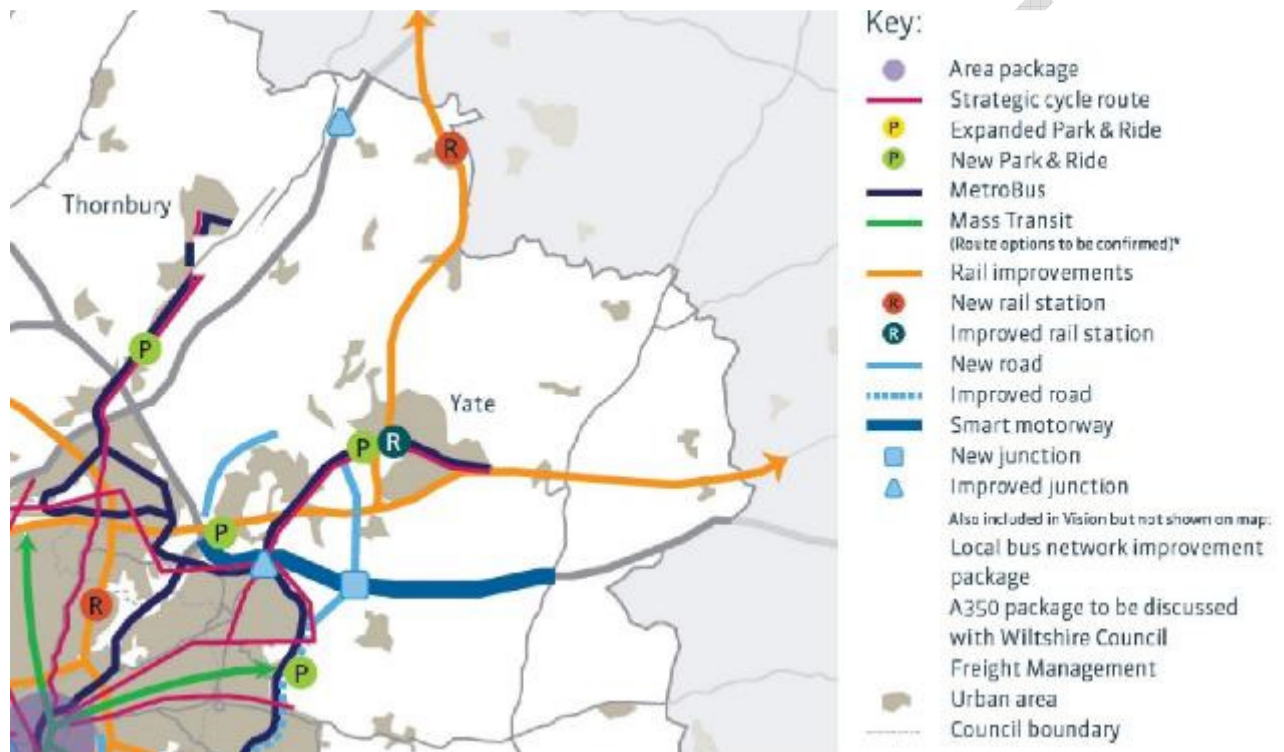 Key:
Area package
Strategic cycle route
P Expanded Park & Ride
P New Park & Ride
MetroBus
Mass Transit
(Route options to be confirmed)*
Rail improvements
R New rail station
R Improved rail station
New road
Improved road
Smart motorway
New junction
Improved junction
Also included in Vision but not shown on map:
Local bus network improvement
package
A350 package to be discussed
with Wiltshire Council
Freight Management
Urban area
Council boundary
R
Thornbury
P
Yate
P R
P
R
P